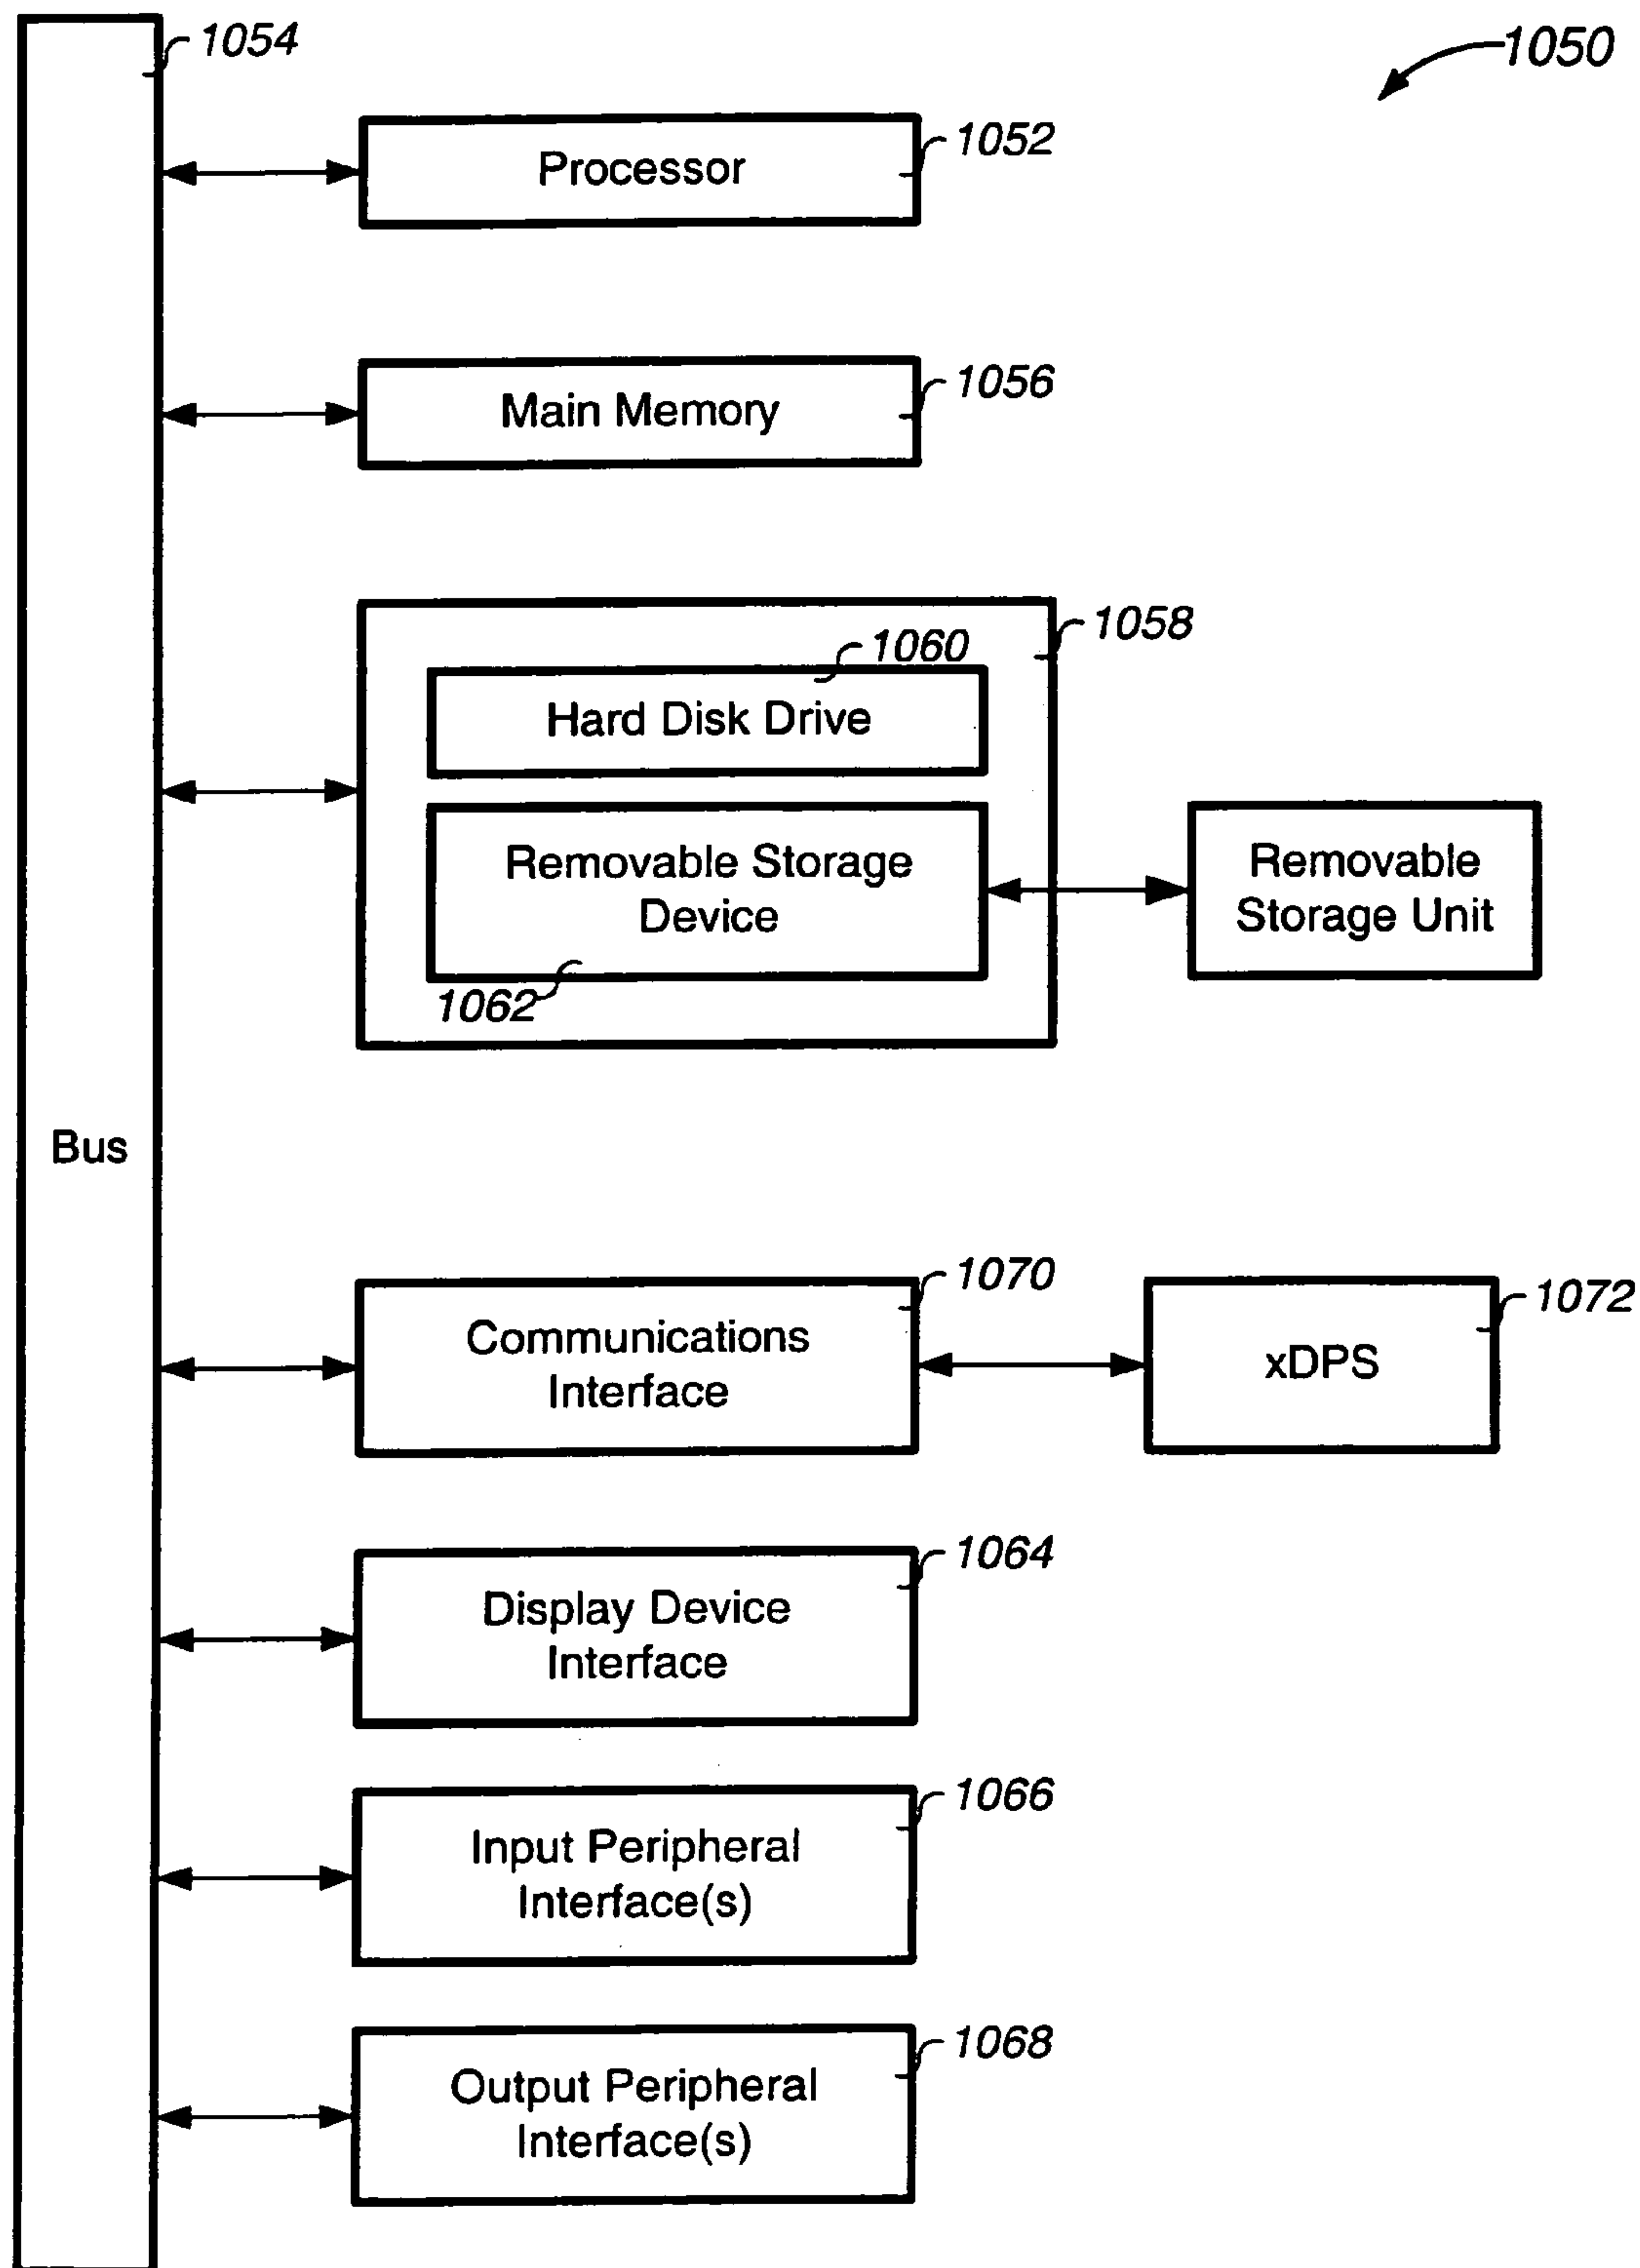 1054
1050
1052
Processor
1056
Main Memory
1058
1060
Hard Disk Drive
Removable Storage
Device
1062
Removable
Storage Unit
Bus
1070
Communications
Interface
1072
xDPS
1064
Display Device
Interface
1066
Input Peripheral
Interface(s)
1068
Output Peripheral
Interface(s)